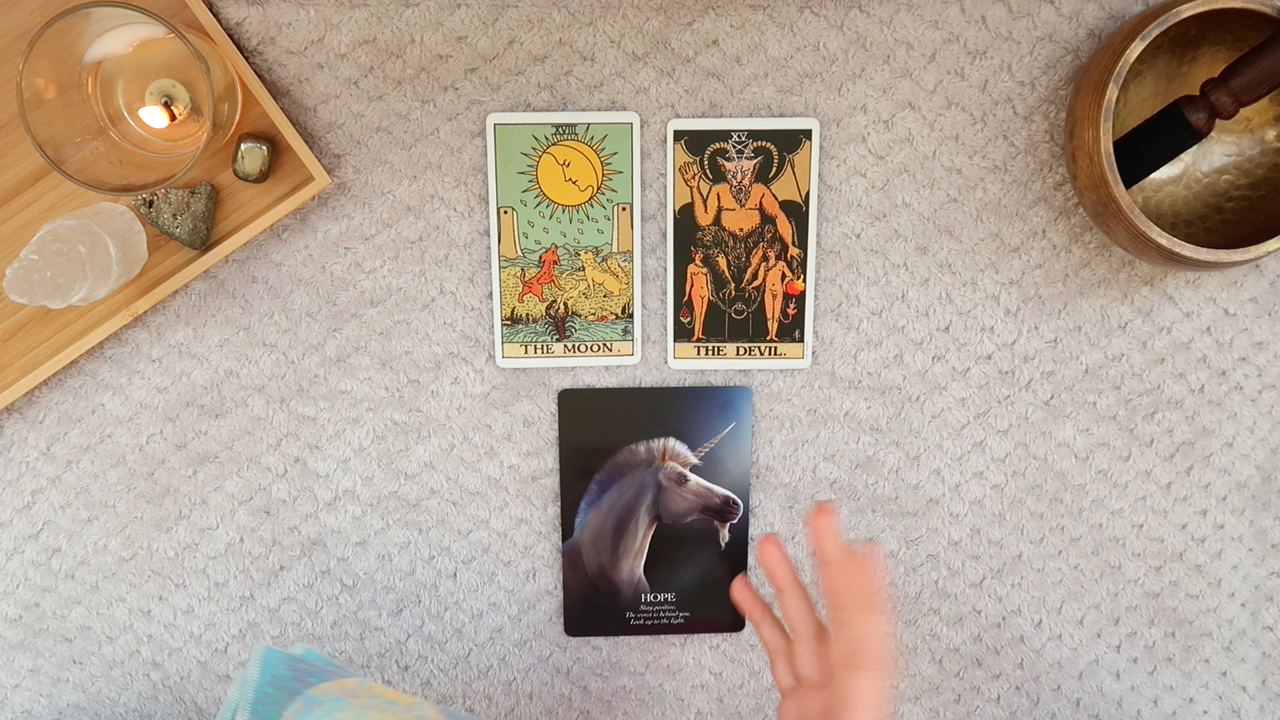 XVIII
XV
THE MOON.
THE DEVIL.
HOPE
Stay positive.
The worst is behind you.
Look up to the light.